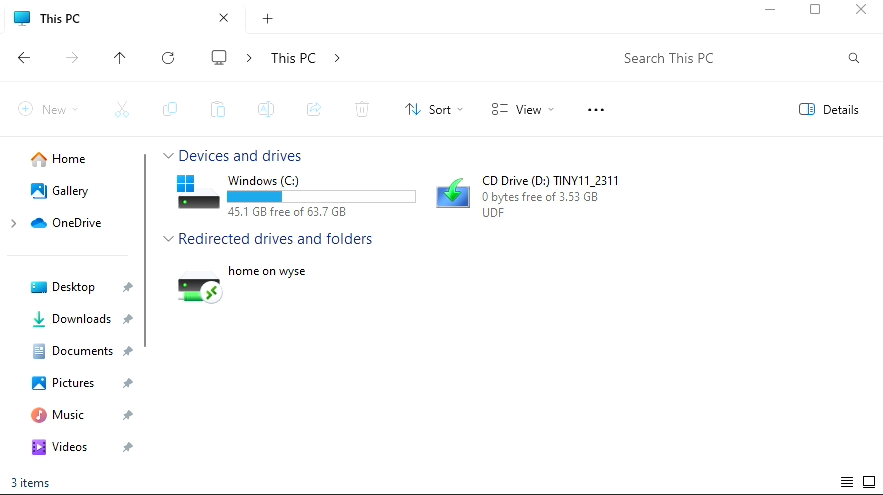 This PC
This PC
Search This PC
New
Sort
View
Details
Home
Gallery
OneDrive
Desktop
Downloads
Documents
Pictures
Music
Videos
Devices and drives
Windows (C:)
45.1 GB free of 63.7 GB
CD Drive (D:) TINY11_2311
0 bytes free of 3.53 GB
UDF
Redirected drives and folders
home on wyse
3 items